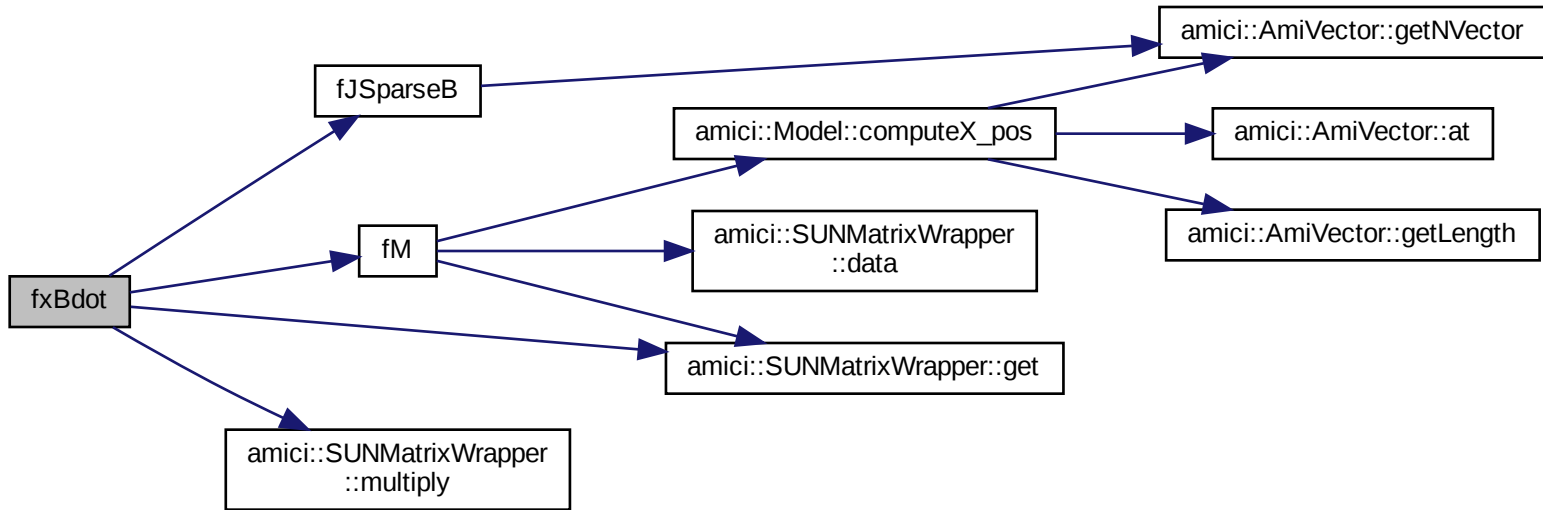 amici::AmiVector::getNVector
fJSparseB
amici::Model::computeX_pos
amici::AmiVector::at
amici::AmiVector::getLength
fM
amici::SUNMatrixWrapper
::data
fxBdot
amici::SUNMatrixWrapper::get
amici::SUNMatrixWrapper
::multiply